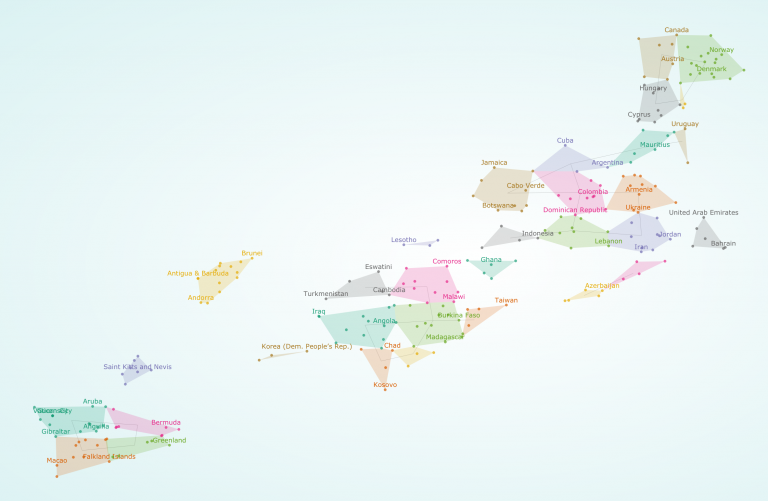 Canada
Norway
Austria
Denmark
Hungary
Cyprus
Uruguay
Cuba
Mauritius
Jamaica
Argentina
Cabo Verde
Colombia
Armenia
Botswana
Dominican Republic
Ukraine
United Arab Emirates
Indonesia
Jordan
Lesotho
Lebanon
Iran
Bahrain
Brunei
Ghana
Comoros
Eswatini
Antigua & Barbuda
Azerbaijan
Cambodia
Turkmenistan
Andorra
Malawi
Taiwan
Iraq
Angola
Burkina Faso
Madagascar
Korea (Dem. People's Rep.)
Chad
Saint Kitts and Nevis
Kosovo
Aruba
Bermuda
Anguilla
Gibraltar
Greenland
Macao
Falkland Islands